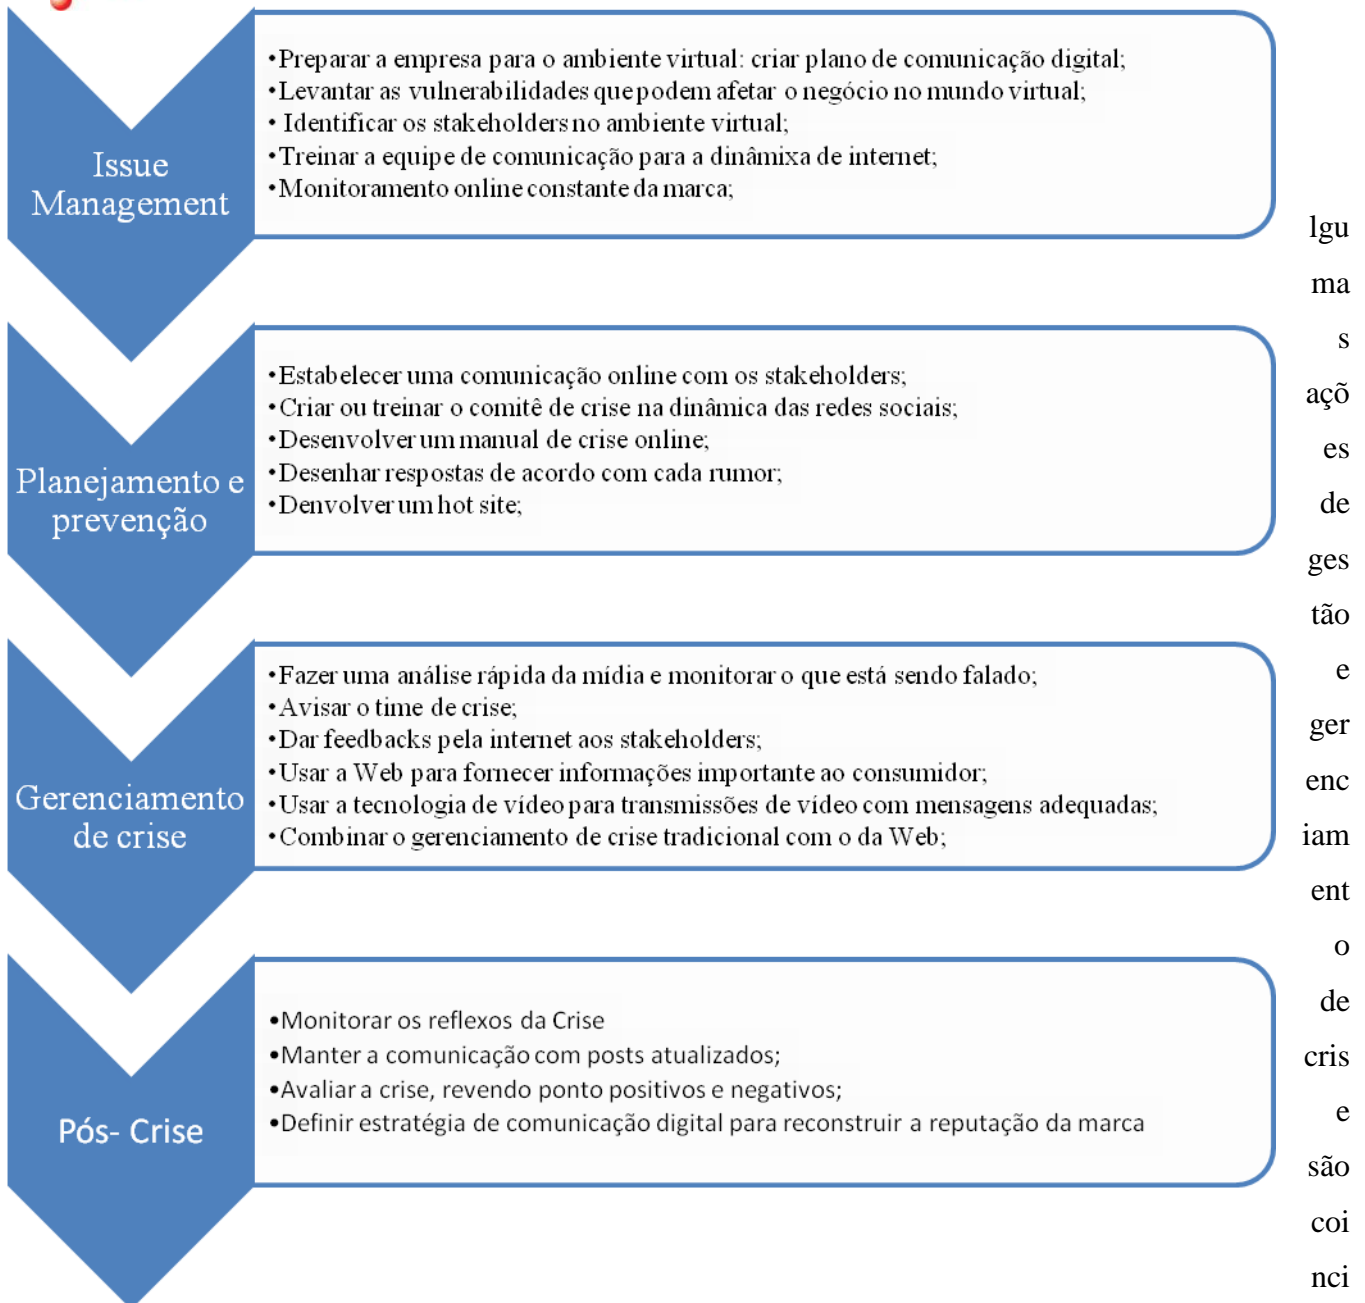 Issue
Management
•Preparar a empresa para o ambiente virtual: criar plano de comunicação digital;
•Levantar as vulnerabilidades que podem afetar o negócio no mundo virtual;
• Identificar os stakeholders no ambiente virtual;
•Treinar a equipe de comunicação para a dinâmixa de internet;
•Monitoramento online constante da marca;
Planejamento e
prevenção
•Estabelecer uma comunicação online com os stakeholders;
•Criar ou treinar o comitê de crise na dinâmica das redes sociais;
•Desenvolver um manual de crise online;
•Desenhar respostas de acordo com cada rumor;
•Denvolver um hot site;
Gerenciamento
de crise
•Fazer uma análise rápida da mídia e monitorar o que está sendo falado;
•Avisar o time de crise;
•Dar feedbacks pela internet aos stakeholders;
•Usar a Web para fornecer informações importante ao consumidor;
•Usar a tecnologia de vídeo para transmissões de vídeo com mensagens adequadas;
•Combinar o gerenciamento de crise tradicional com o da Web;
Pós- Crise
•Monitorar os reflexos da Crise
•Manter a comunicação com posts atualizados;
•Avaliar a crise, revendo ponto positivos e negativos;
•Definir estratégia de comunicação digital para reconstruir a reputação da marca
lgu
ma
s
açõ
es
de
ges
tão
e
ger
enc
iam
ent
o
de
cris
e
são
coi
nci